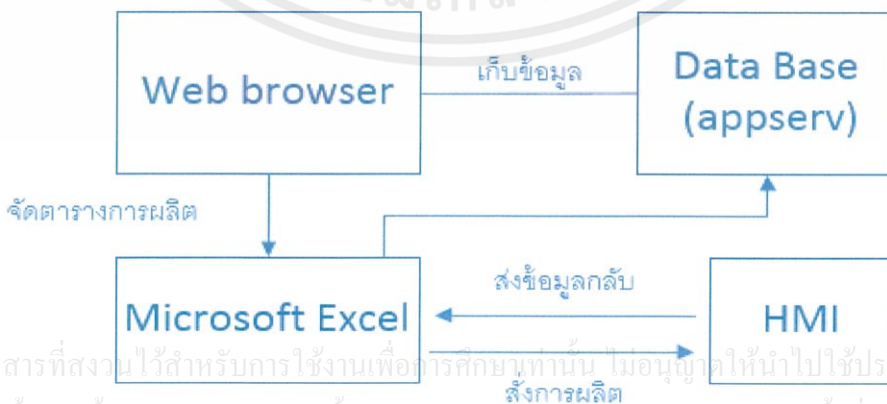 Web browser
เก็บข้อมูล
Data Base
(appserv)
จัดตารางการผลิต
ส่งข้อมูลกลับ
Microsoft Excel
HMI
สารที่สงวนไว้สำหรับการใช้งานเพื่อการศึกษาเท่านั้น ไม่อนุญาตให้นำไปใช้ประ
สั่งการผลิต